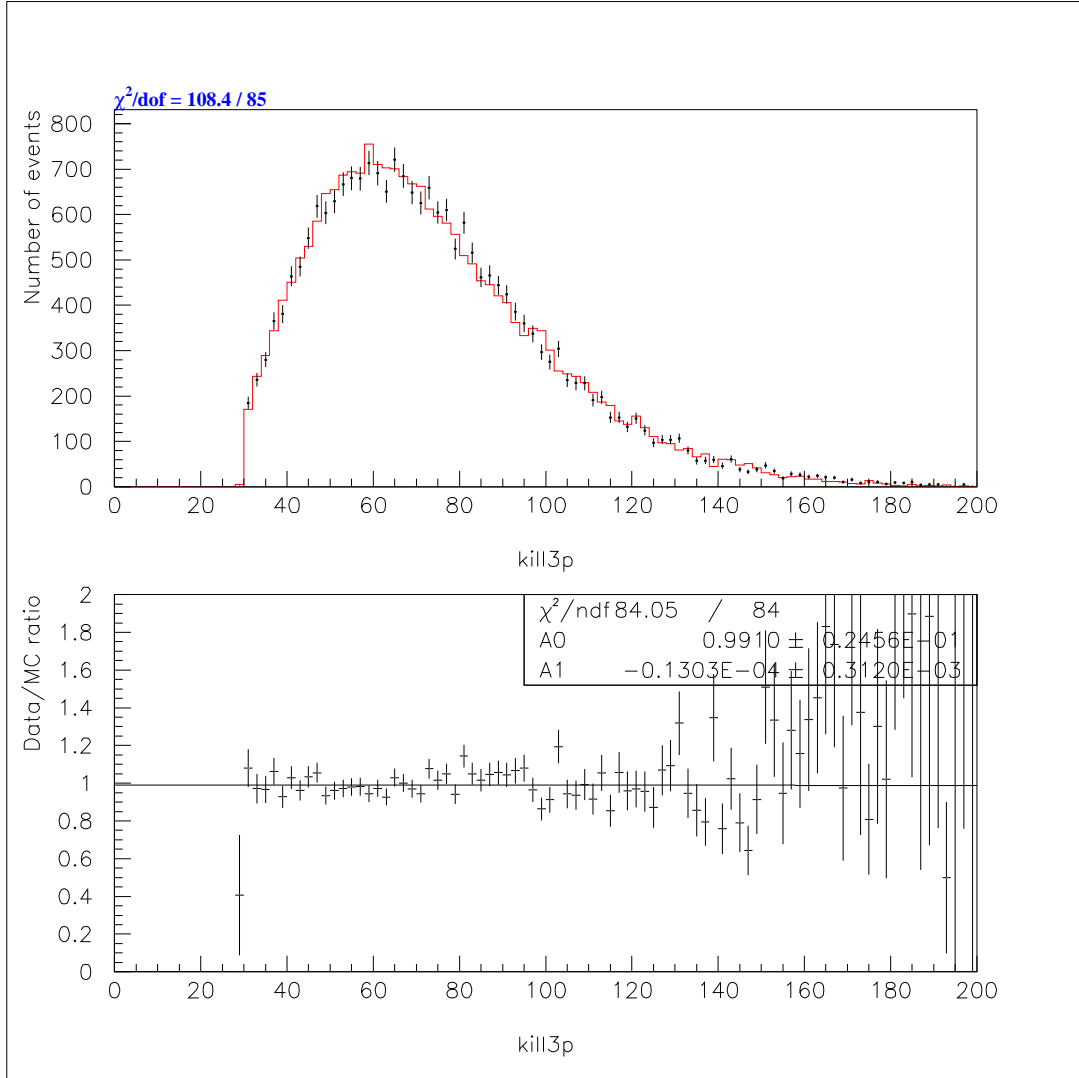 χ²/dof = 108.4 / 85
Number of events
800
700
600
500
400
300
200
100
0
0 20 40 60 80 100 120 140 160 180 200
kill3p
Data/MC ratio
2
1.8
1.6
1.4
1.2
1
0.8
0.6
0.4
0.2
0
χ²/ndf 84.05 / 84
A0 0.9910 ± 0.2456E-01
A1 -0.1303E-04 ± 0.3120E-03
0 20 40 60 80 100 120 140 160 180 200
kill3p